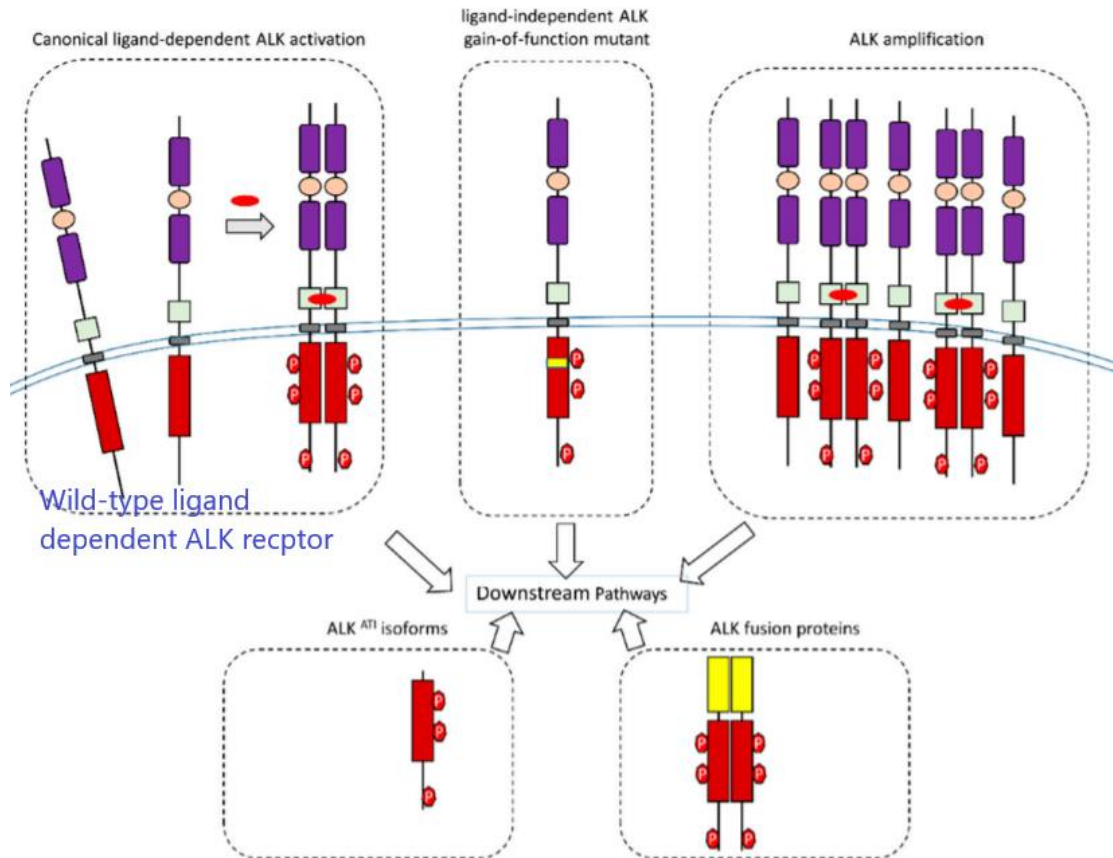 ligand-independent ALK
gain-of-function mutant
Canonical ligand-dependent ALK activation
ALK amplification
P P
P P
P P
P
P
P
P P P P
P P P P
P P P P
Wild-type ligand
dependent ALK recptor
Downstream Pathways
ALK ATI isoforms
ALK fusion proteins
P
P
P
P P
P P
P P